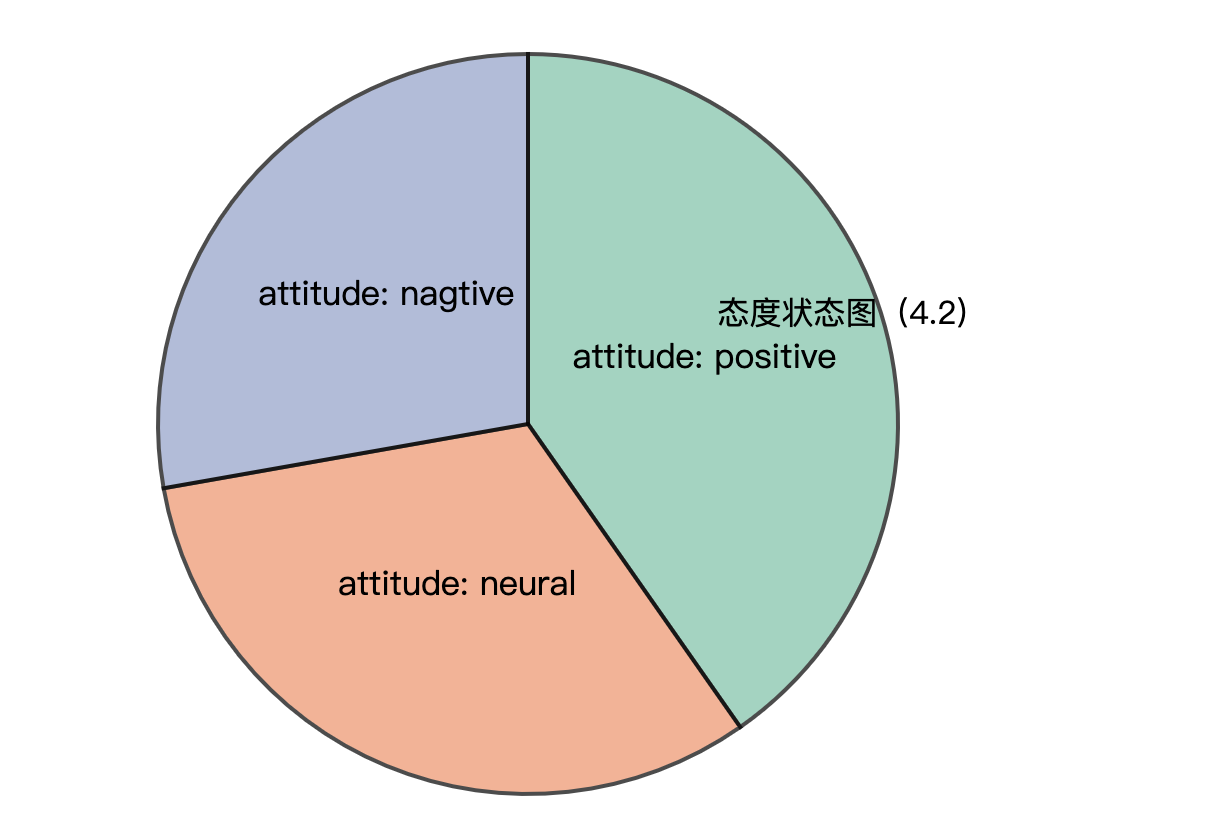 attitude: nagtive
态度状态图（4.2）
attitude: positive
attitude: neural